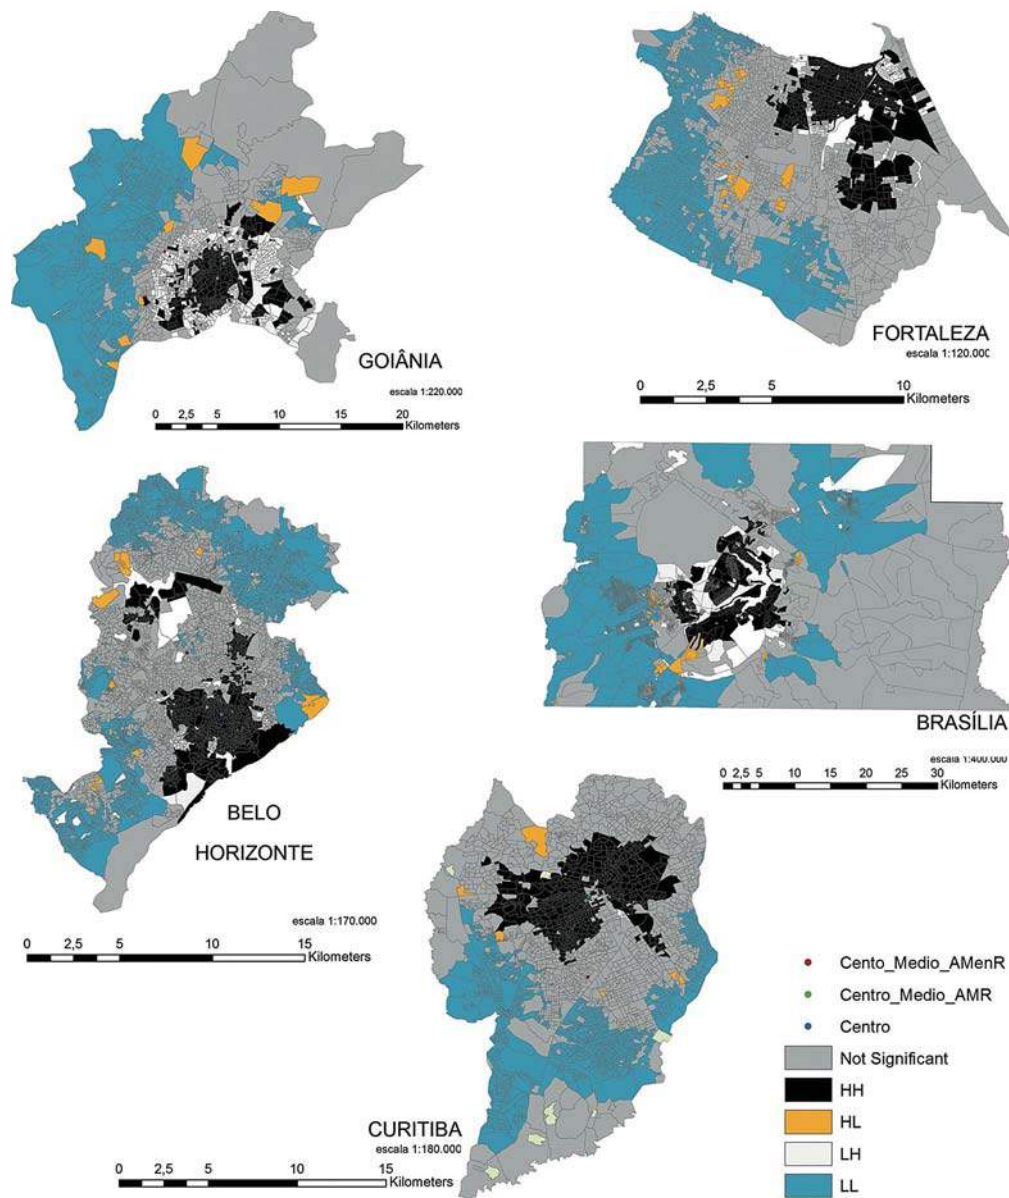 GOIÂNIA
escala 1:220.000
0 2,5 5 10 15 20
Kilometers
FORTALEZA
escala 1:120.00
0 2,5 5 10
Kilometers
BELO
HORIZONTE
escala 1:170.000
0 2,5 5 10 15
Kilometers
BRASÍLIA
escala 1:400.000
0 2,5 5 10 15 20 25 30
Kilometers
CURITIBA
escala 1:180.000
0 2,5 5 10 15
Kilometers
Cento_Medio_AMenR
Centro_Medio_AMR
Centro
Not Significant
HH
HL
LH
LL